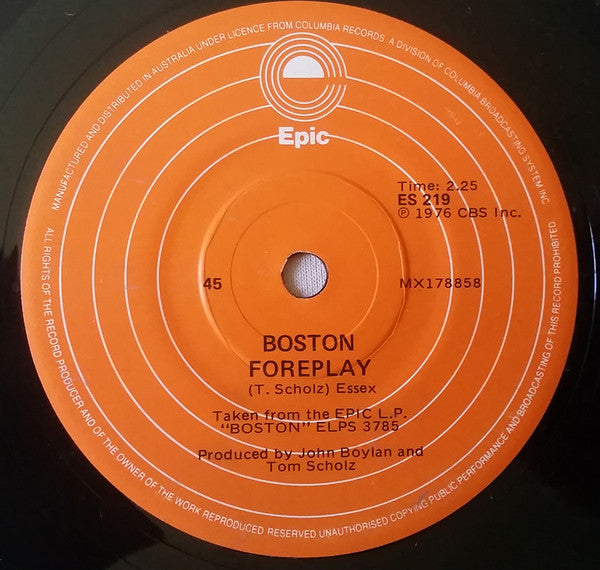 MANUFACTURED AND DISTRIBUTED IN AUSTRALIA UNDER LICENCE FROM COLUMBIA RECORDS. A DIVISION OF COLUMBIA BROADCASTING SYSTEM INC
Epic
Time: 2.25
ES 219
℗ 1976 CBS Inc.
45
MX178858
BOSTON
FOREPLAY
(T. Scholz) Essex
Taken from the EPIC L.P.
"BOSTON" ELPS 3785
Produced by John Boylan and
Tom Scholz
ALL RIGHTS OF THE RECORD PRODUCER AND OF THE OWNER OF THE WORK REPRODUCED RESERVED UNAUTHORISED COPYING PUBLIC PERFORMANCE AND BROADCASTING OF THIS RECORD PROHIBITED